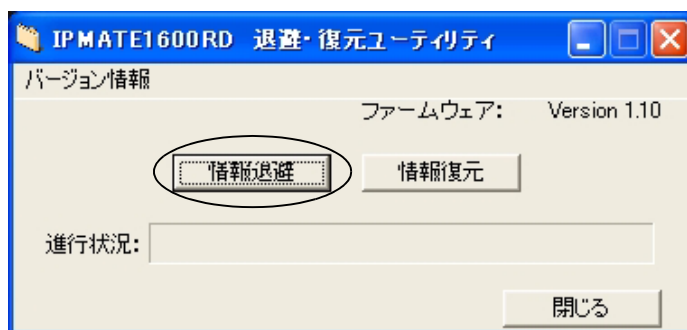 IPMATE1600RD 退避・復元ユーティリティ
バージョン情報
ファームウェア: Version 1.10
情報退避 情報復元
進行状況:
閉じる